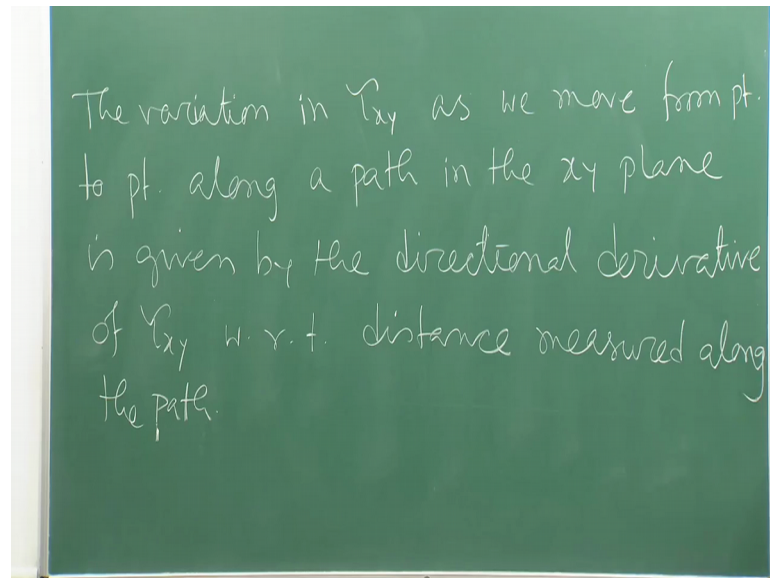 The variation in τxy as we move from pt.
to pt. along a path in the xy plane
is given by the directional derivative
of τxy w.r.t. distance measured along
the path.